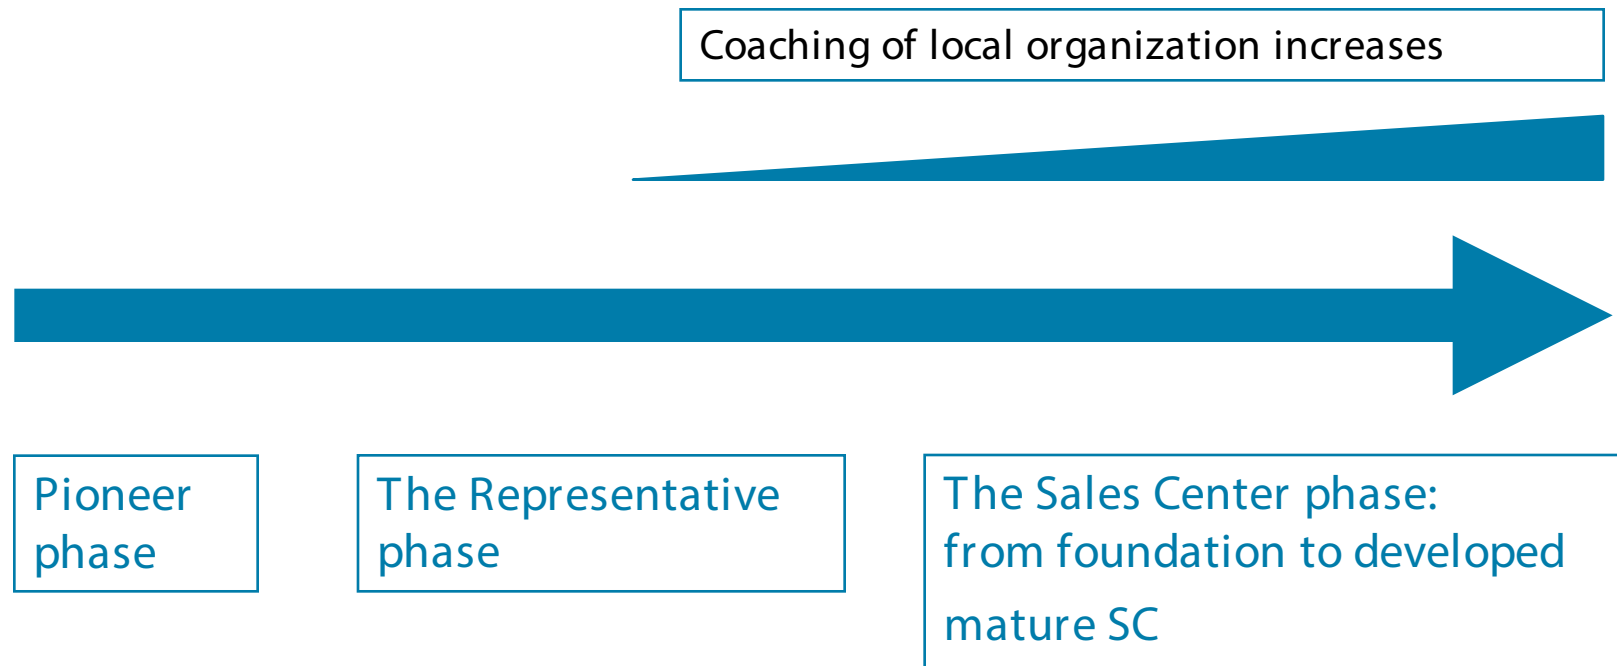 Coaching of local organization increases
Pioneer
phase
The Representative
phase
The Sales Center phase:
from foundation to developed
mature SC